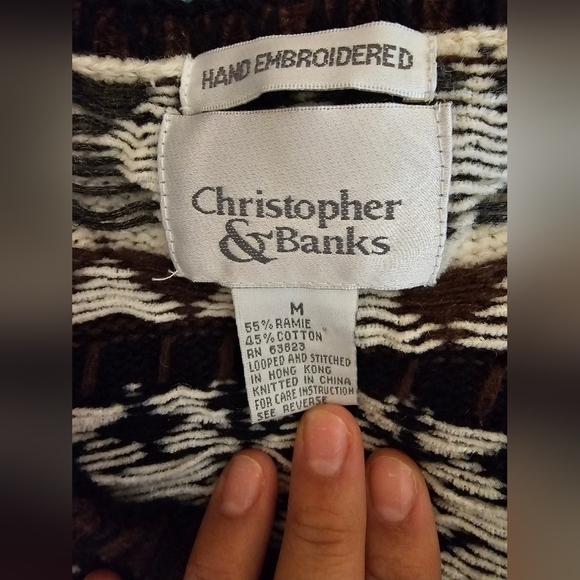 HAND EMBROIDERED
Christopher
& Banks
M
55% RAMIE
45% COTTON
RN 63823
LOOPED AND STITCHED
IN HONG KONG
KNITTED IN CHINA
FOR CARE INSTRUCTION
SEE REVERSE